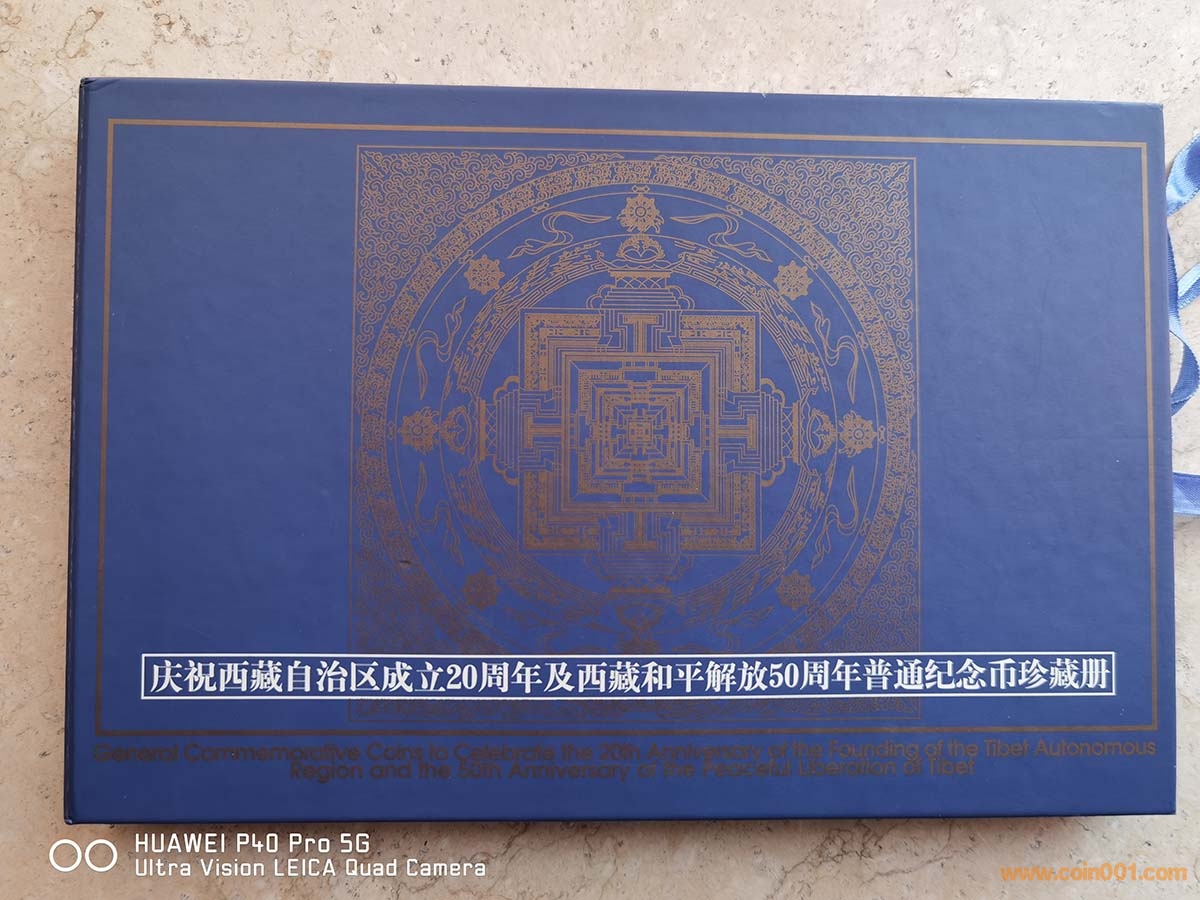 庆祝西藏自治区成立20周年及西藏和平解放50周年普通纪念币珍藏册
General Commemorative Coins to Celebrate the 20th Anniversary of the Founding of the Tibet Autonomous
Region and the 50th Anniversary of the Peaceful Liberation of Tibet
HUAWEI P40 Pro 5G
Ultra Vision LEICA Quad Camera
www.coin001.com